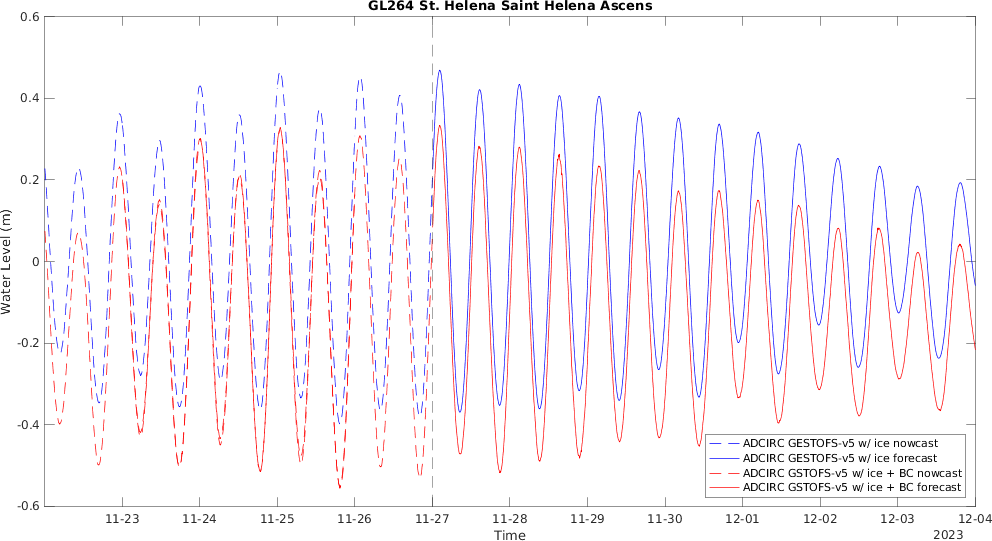 GL264 St. Helena Saint Helena Ascens
0.6
0.4
0.2
0
-0.2
-0.4
-0.6
Water Level (m)
11-23 11-24 11-25 11-26 11-27 11-28 11-29 11-30 12-01 12-02 12-03 12-04
Time
2023
ADCIRC GESTOFS-v5 w/ ice nowcast
ADCIRC GESTOFS-v5 w/ ice forecast
ADCIRC GSTOFS-v5 w/ ice + BC nowcast
ADCIRC GSTOFS-v5 w/ ice + BC forecast